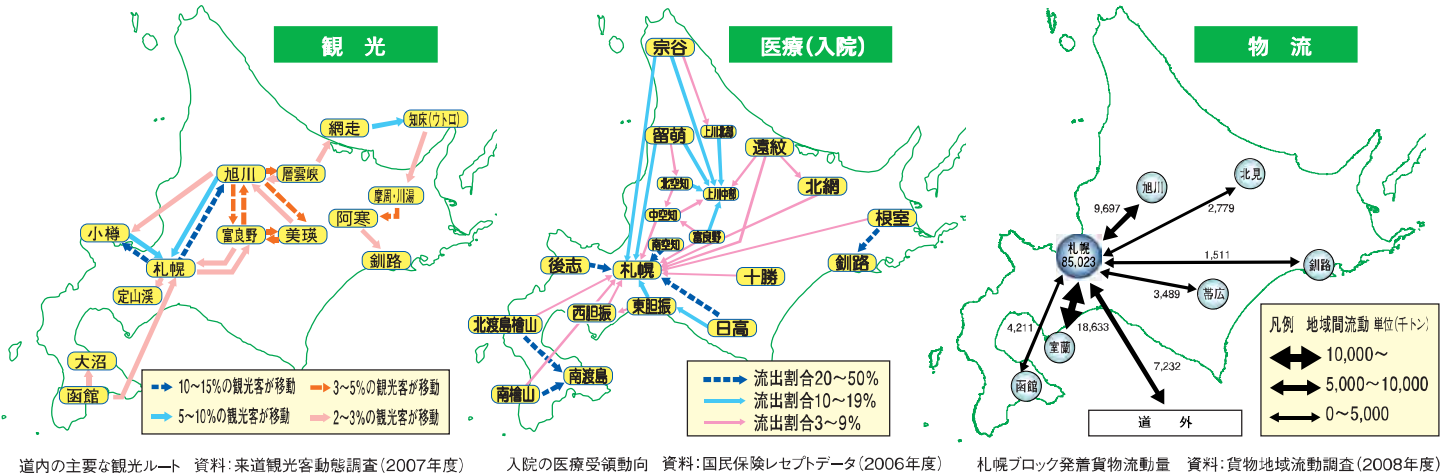 観 光
網走
知床(ウトロ)
旭川
層雲峡
摩周・川湯
阿寒
小樽
富良野
美瑛
釧路
札幌
定山渓
大沼
函館
10~15%の観光客が移動
3~5%の観光客が移動
5~10%の観光客が移動
2~3%の観光客が移動
道内の主要な観光ルート 資料:来道観光客動態調査(2007年度)
医療(入院)
宗谷
留萌
上川北部
遠紋
北空知
上川中部
北網
中空知
根室
富良野
南空知
後志
札幌
釧路
十勝
西胆振
東胆振
北渡島檜山
日高
南渡島
南檜山
流出割合20~50%
流出割合10~19%
流出割合3~9%
入院の医療受領動向 資料:国民保険レセプトデータ(2006年度)
物 流
旭川
北見
9,697
2,779
札幌
85,023
1,511
釧路
3,489
帯広
4,211
18,633
室蘭
7,232
函館
道 外
凡例 地域間流動 単位(千トン)
10,000~
5,000~10,000
0~5,000
札幌ブロック発着貨物流動量 資料:貨物地域流動調査(2008年度)